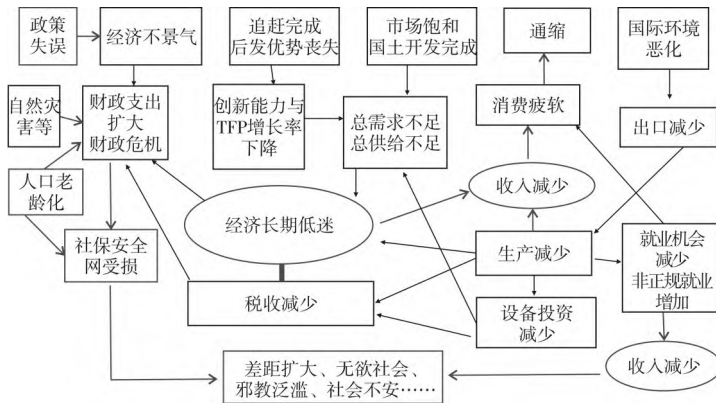 政策
失误
经济不景气
追赶完成
后发优势丧失
市场饱和
国土开发完成
通缩
国际环境
恶化
自然灾
害等
财政支出
扩大
财政危机
创新能力与
TFP增长率
下降
总需求不足
总供给不足
消费疲软
出口减少
人口老
龄化
收入减少
经济长期低迷
社保安全
网受损
生产减少
就业机会
减少
非正规就业
增加
税收减少
设备投资
减少
差距扩大、无欲社会、
邪教泛滥、社会不安……
收入减少